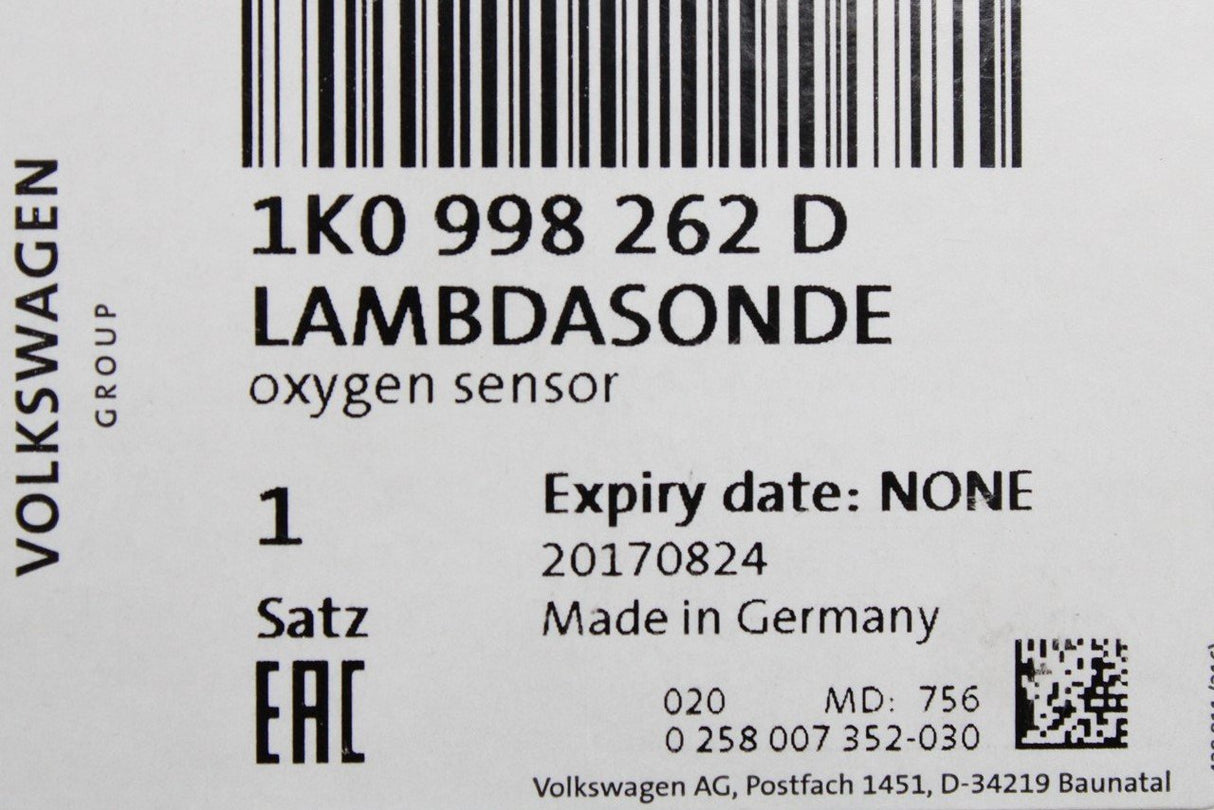 VOLKSWAGEN
GROUP
1K0 998 262 D
LAMBDASONDE
oxygen sensor
1
Satz
EAC
Expiry date: NONE
20170824
Made in Germany
020 MD: 756
0 258 007 352-030
Volkswagen AG, Postfach 1451, D-34219 Baunatal